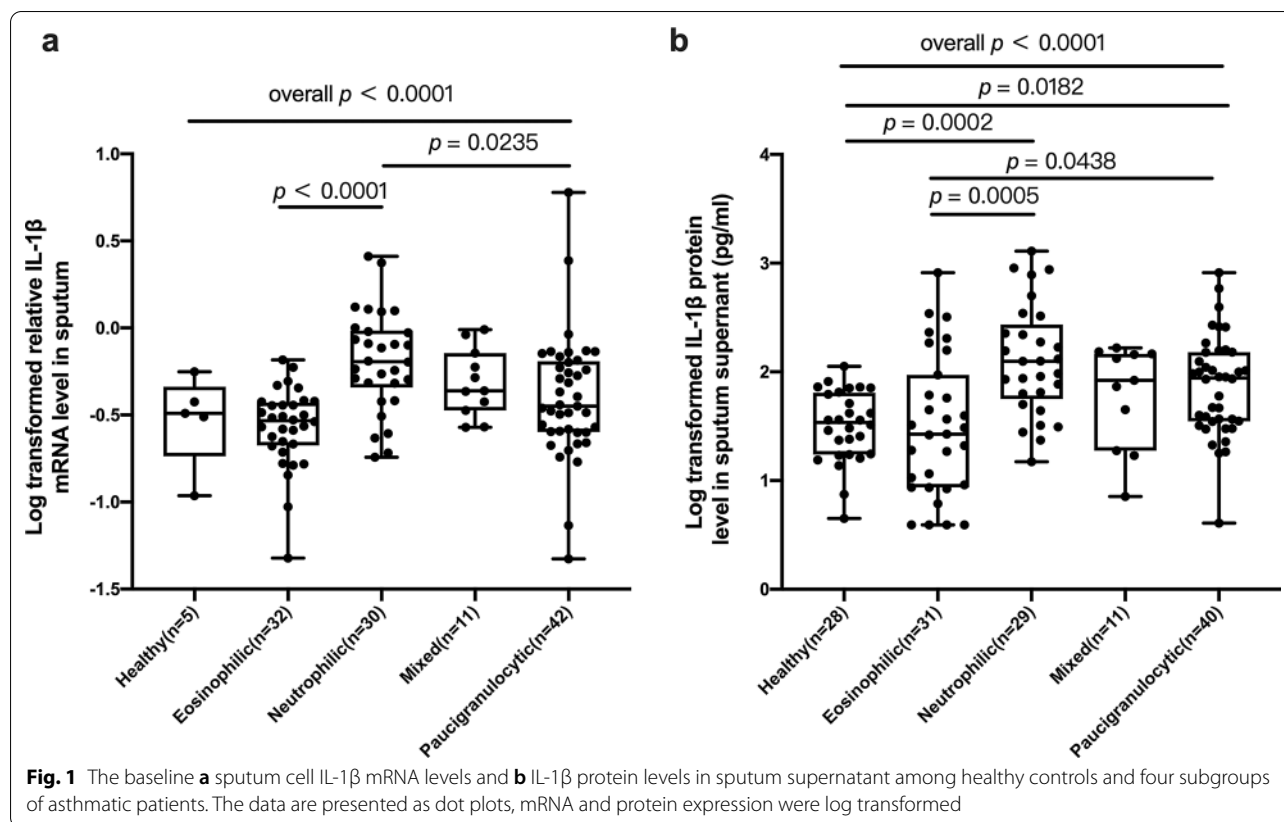 a
overall p < 0.0001
p = 0.0235
p < 0.0001
Log transformed relative IL-1β
mRNA level in sputum
1.0
0.5
0.0
-0.5
-1.0
-1.5
Healthy(n=5)
Eosinophilic(n=32)
Neutrophilic(n=30)
Mixed(n=11)
Paucigranulocytic(n=42)
b
overall p < 0.0001
p = 0.0182
p = 0.0002
p = 0.0438
p = 0.0005
Log transformed IL-1β protein
level in sputum supernant (pg/ml)
4
3
2
1
0
Healthy(n=28)
Eosinophilic(n=31)
Neutrophilic(n=29)
Mixed(n=11)
Paucigranulocytic(n=40)
Fig. 1 The baseline a sputum cell IL-1β mRNA levels and b IL-1β protein levels in sputum supernatant among healthy controls and four subgroups
of asthmatic patients. The data are presented as dot plots, mRNA and protein expression were log transformed